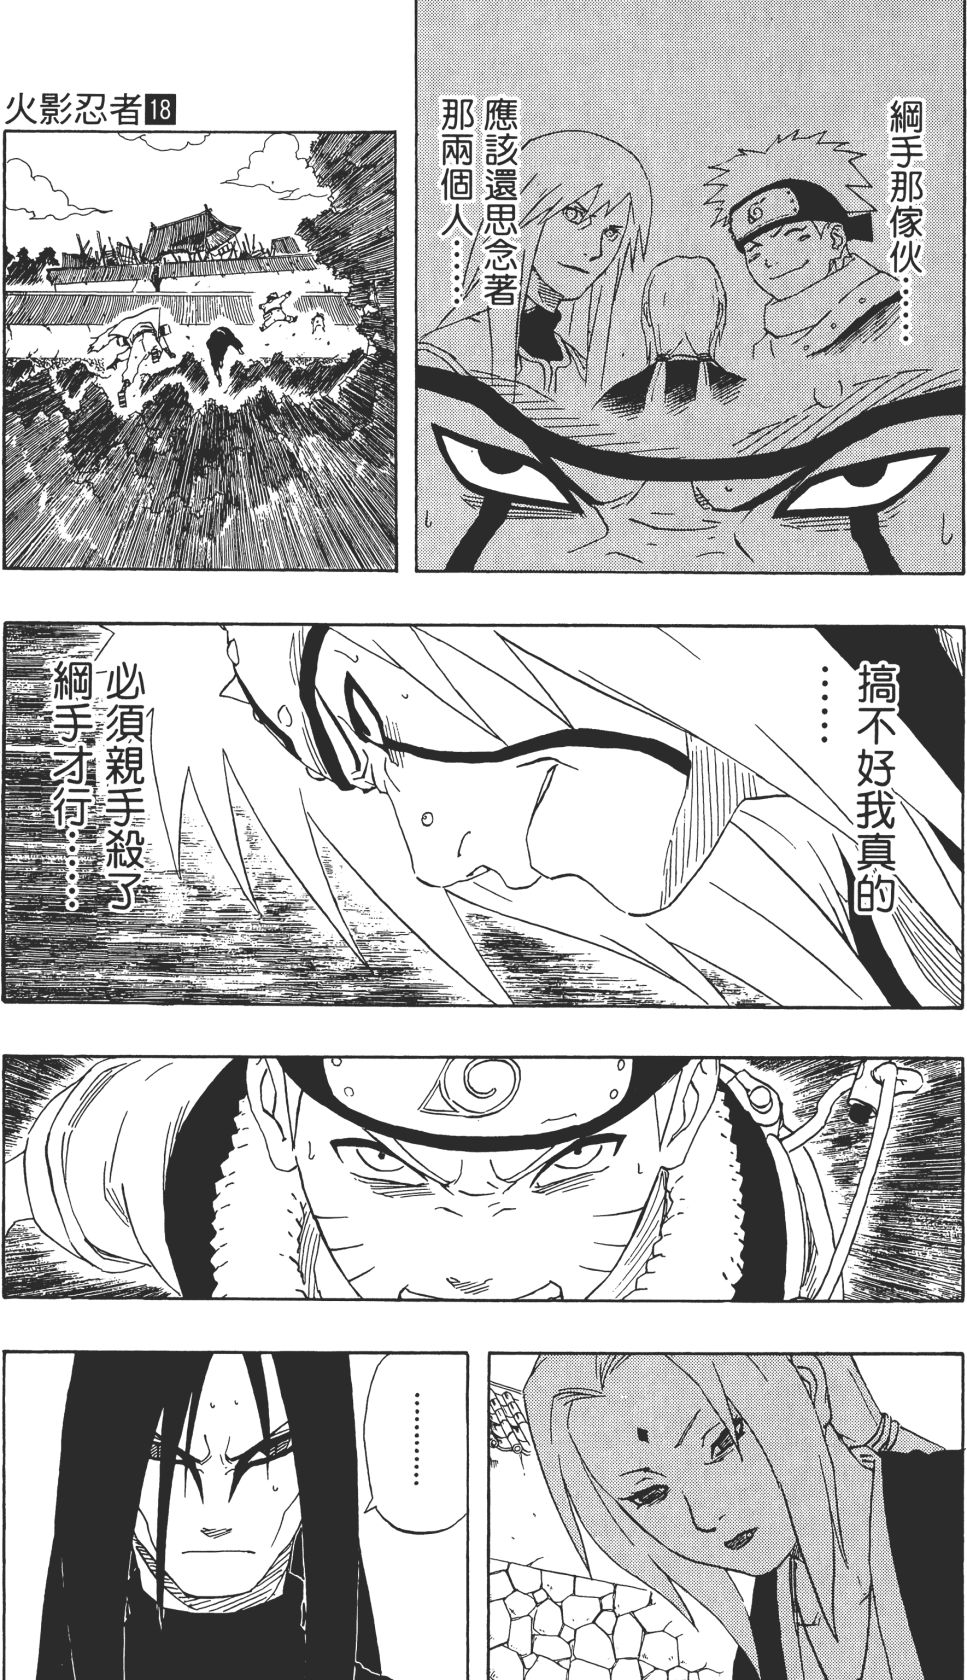 綱手那傢伙……
應該還思念著
那兩個人……
火影忍者18
搞不好我真的
……
必須親手殺了
綱手才行……
…………